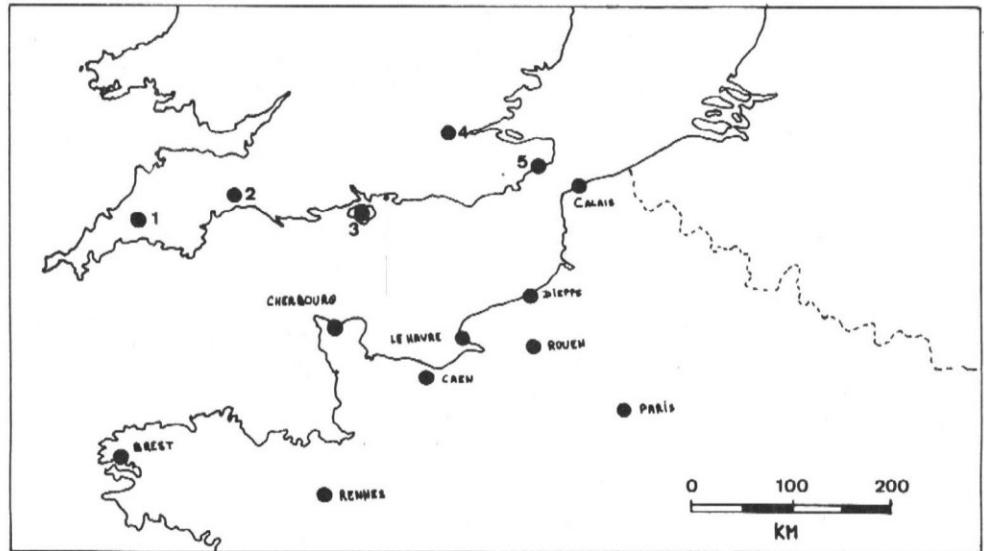 4
5
2
CALAIS
1
3
DIEPPE
CHERBOURG
LE HAVRE
ROUEN
CAEN
PARIS
BREST
RENNES
0 100 200
KM